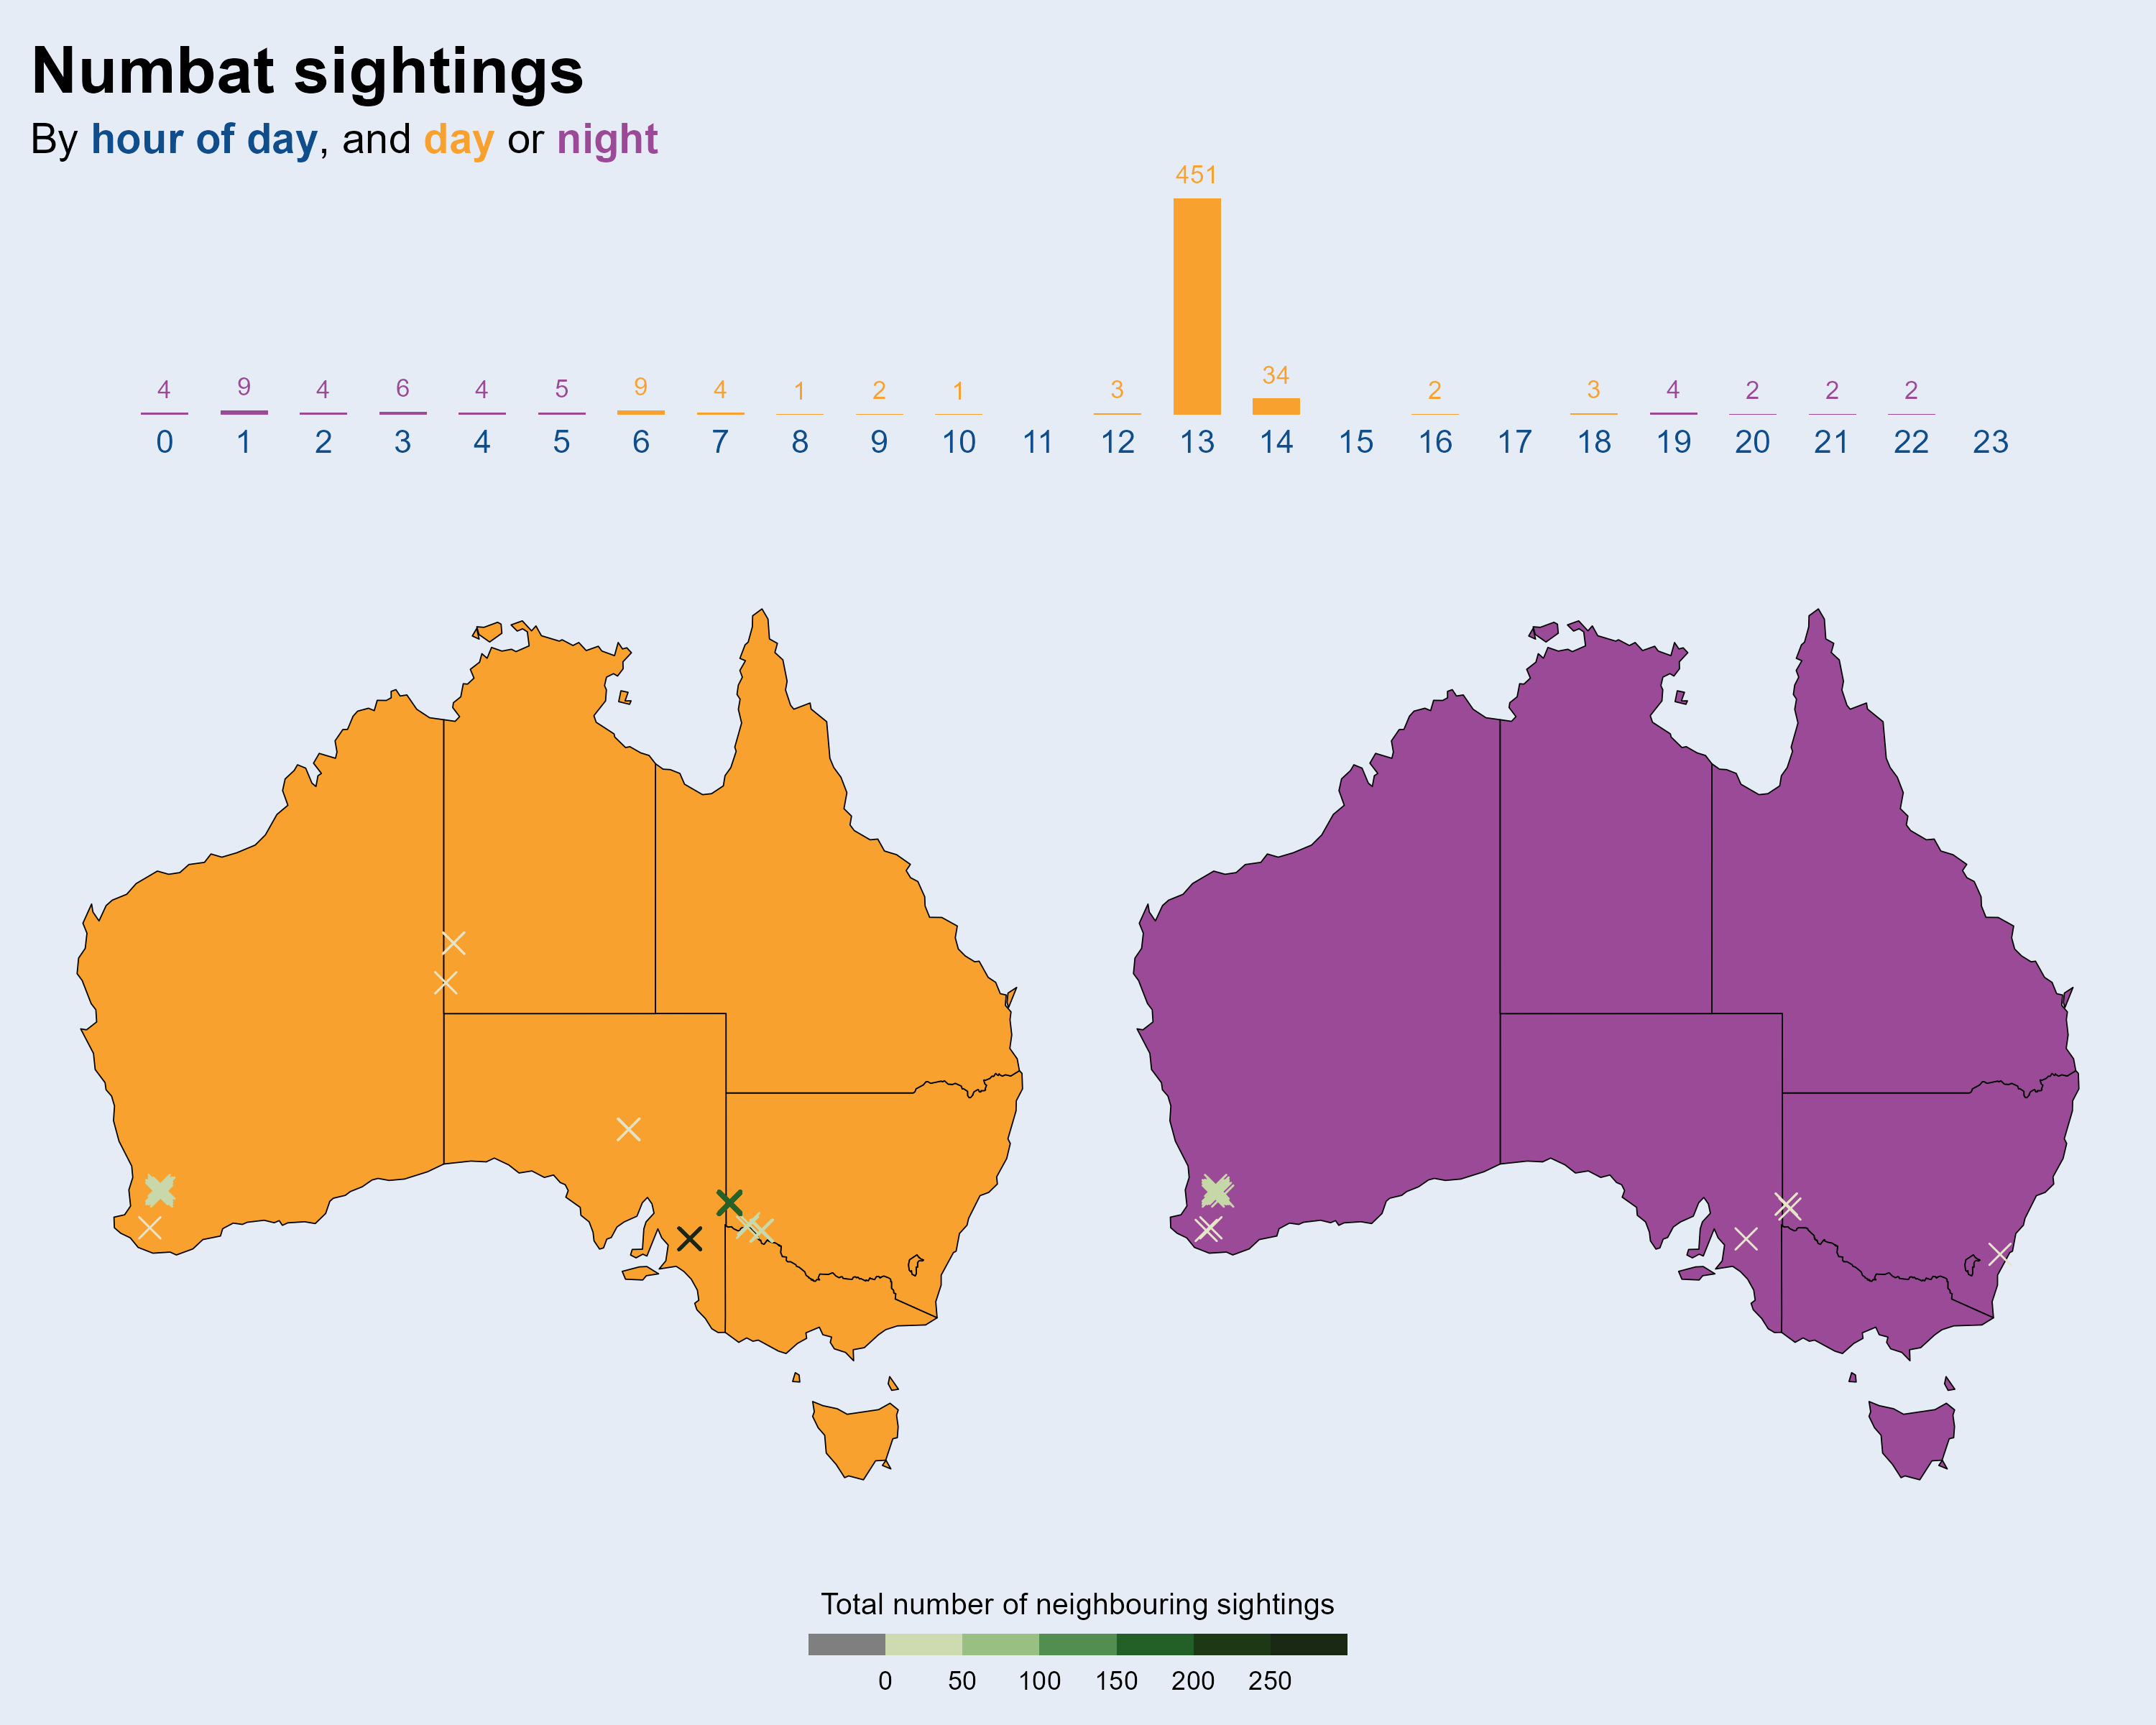 Numbat sightings
By hour of day, and day or night
451
4 9 4 6 4 5 9 4 1 2 1 3 34 2 3 4 2 2 2
0 1 2 3 4 5 6 7 8 9 10 11 12 13 14 15 16 17 18 19 20 21 22 23
Total number of neighbouring sightings
0 50 100 150 200 250